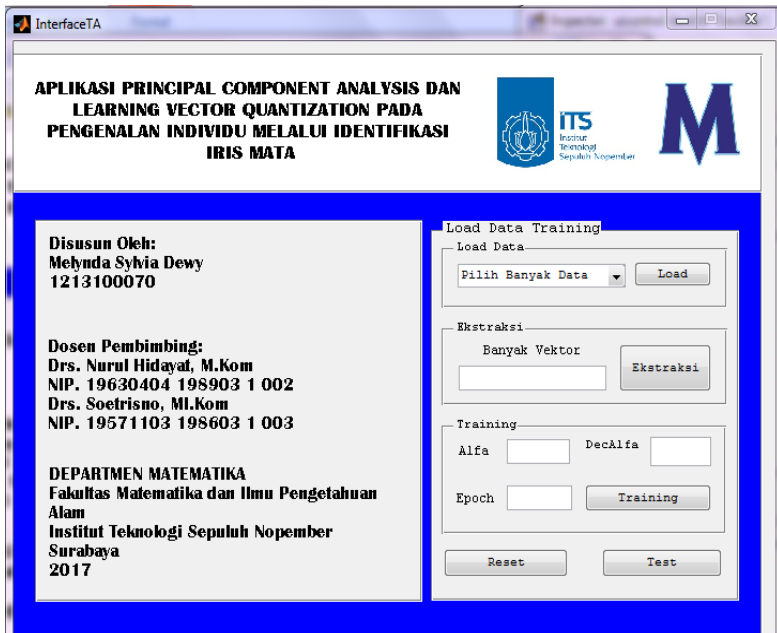 InterfaceTA
APLIKASI PRINCIPAL COMPONENT ANALYSIS DAN
LEARNING VECTOR QUANTIZATION PADA
PENGENALAN INDIVIDU MELALUI IDENTIFIKASI
IRIS MATA
ITS
Institut
Teknologi
Sepuluh Nopember
M
Disusun Oleh:
Melynda Sylvia Dewy
1213100070
Dosen Pembimbing:
Drs. Nurul Hidayat, M.Kom
NIP. 19630404 198903 1 002
Drs. Soetrisno, MI.Kom
NIP. 19571103 198603 1 003
DEPARTMEN MATEMATIKA
Fakultas Matematika dan Ilmu Pengetahuan
Alam
Institut Teknologi Sepuluh Nopember
Surabaya
2017
Load Data Training
Load Data
Pilih Banyak Data
Load
Ekstraksi
Banyak Vektor
Ekstraksi
Training
Alfa
DecAlfa
Epoch
Training
Reset
Test